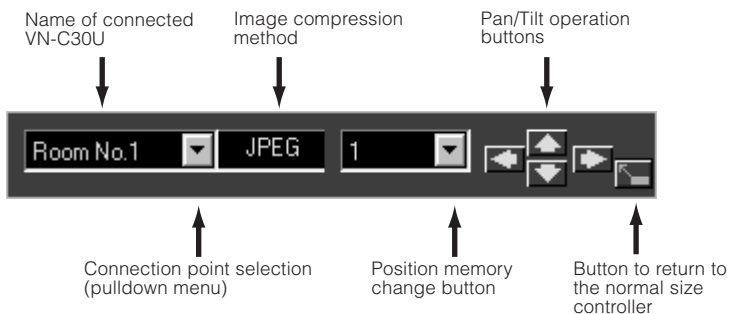 Name of connected
VN-C30U
Image compression
method
Pan/Tilt operation
buttons
Room No.1
JPEG
1
Connection point selection
(pulldown menu)
Position memory
change button
Button to return to
the normal size
controller